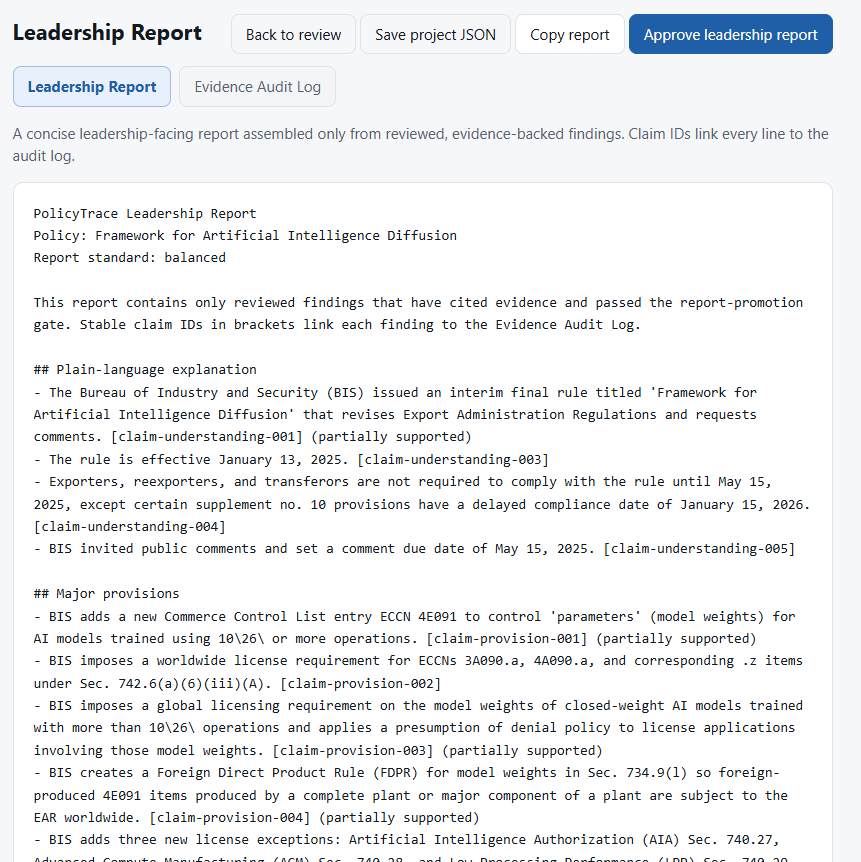 Leadership Report
Back to review
Save project JSON
Copy report
Approve leadership report
Leadership Report
Evidence Audit Log
A concise leadership-facing report assembled only from reviewed, evidence-backed findings. Claim IDs link every line to the
audit log.
PolicyTrace Leadership Report
Policy: Framework for Artificial Intelligence Diffusion
Report standard: balanced
This report contains only reviewed findings that have cited evidence and passed the report-promotion
gate. Stable claim IDs in brackets link each finding to the Evidence Audit Log.
## Plain-language explanation
- The Bureau of Industry and Security (BIS) issued an interim final rule titled 'Framework for
Artificial Intelligence Diffusion' that revises Export Administration Regulations and requests
comments. [claim-understanding-001] (partially supported)
- The rule is effective January 13, 2025. [claim-understanding-003]
- Exporters, reexporters, and transferors are not required to comply with the rule until May 15,
2025, except certain supplement no. 10 provisions have a delayed compliance date of January 15, 2026.
[claim-understanding-004]
- BIS invited public comments and set a comment due date of May 15, 2025. [claim-understanding-005]
## Major provisions
- BIS adds a new Commerce Control List entry ECCN 4E091 to control 'parameters' (model weights) for
AI models trained using 10\26\ or more operations. [claim-provision-001] (partially supported)
- BIS imposes a worldwide license requirement for ECCNs 3A090.a, 4A090.a, and corresponding .z items
under Sec. 742.6(a)(6)(iii)(A). [claim-provision-002]
- BIS imposes a global licensing requirement on the model weights of closed-weight AI models trained
with more than 10\26\ operations and applies a presumption of denial policy to license applications
involving those model weights. [claim-provision-003] (partially supported)
- BIS creates a Foreign Direct Product Rule (FDPR) for model weights in Sec. 734.9(l) so foreign-
produced 4E091 items produced by a complete plant or major component of a plant are subject to the
EAR worldwide. [claim-provision-004] (partially supported)
- BIS adds three new license exceptions: Artificial Intelligence Authorization (AIA) Sec. 740.27,
Advanced Compute Manufacturing (ACM) Sec. 740.28, and Low Processing Performance (LPP) Sec. 740.29